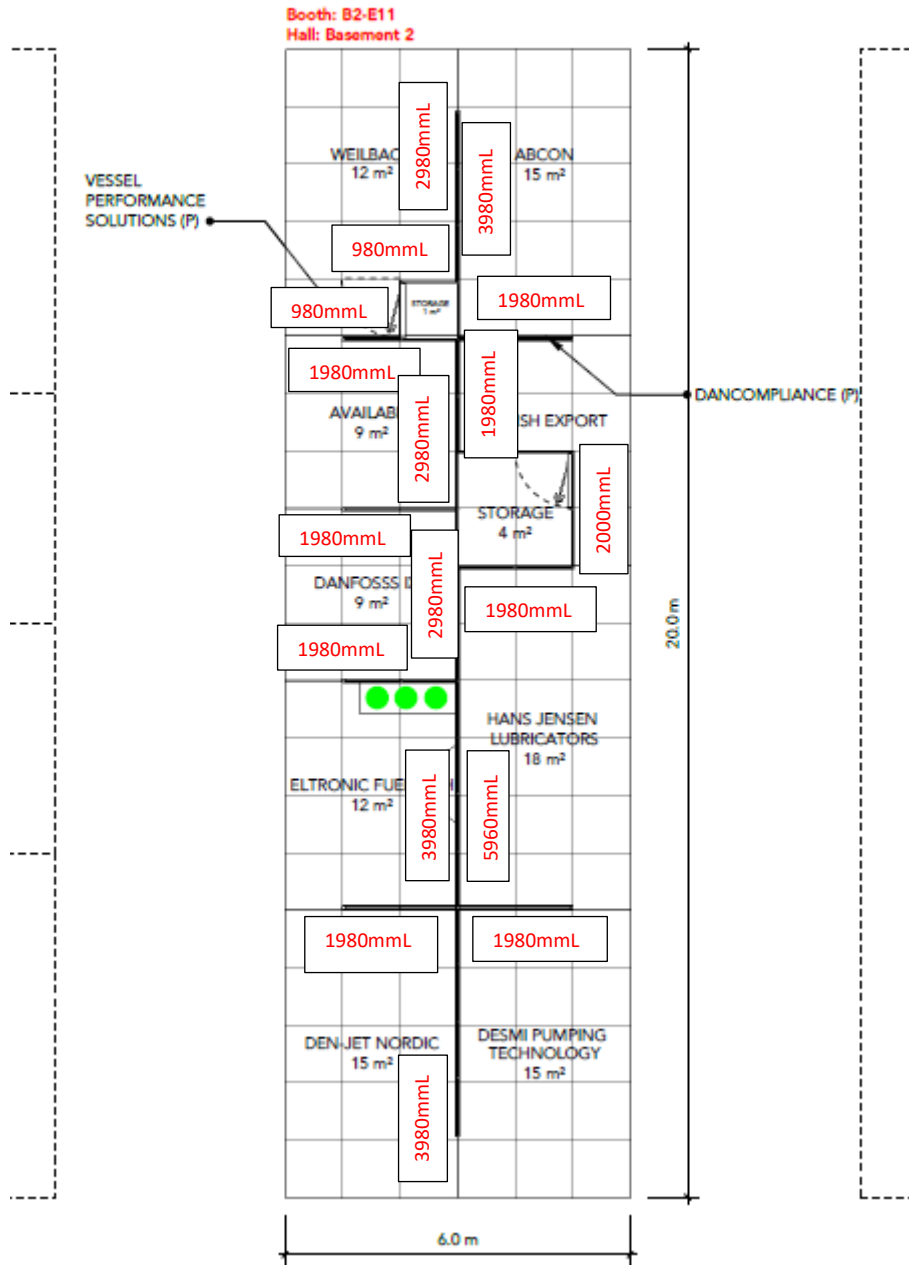 Booth: B2-E11
Hall: Basement 2
2980mmL
3980mmL
WEILBAC
12 m²
ABCON
15 m²
VESSEL
PERFORMANCE
SOLUTIONS (P)
980mmL
980mmL
STORAGE
1 m²
1980mmL
1980mmL
1980mmL
DANCOMPLIANCE (P)
AVAILAB
9 m²
2980mmL
SH EXPORT
STORAGE
4 m²
2000mmL
1980mmL
DANFOSSS
9 m²
2980mmL
1980mmL
1980mmL
20.0 m
HANS JENSEN
LUBRICATORS
18 m²
ELTRONIC FUE
12 m²
3980mmL
5960mmL
1980mmL
1980mmL
DEN-JET NORDIC
15 m²
DESMI PUMPING
TECHNOLOGY
15 m²
3980mmL
6.0 m